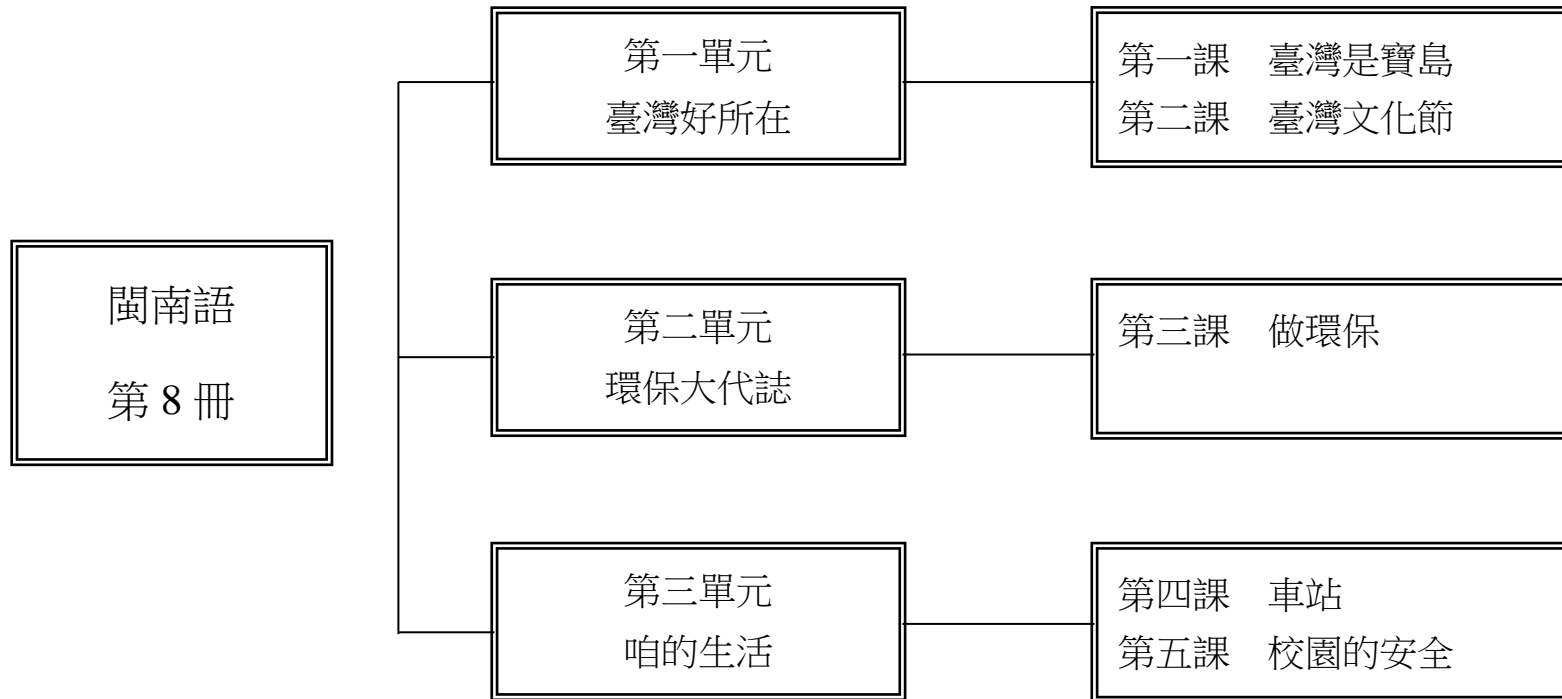 閩南語
第 8 冊
第一單元
臺灣好所在
第一課　臺灣是寶島
第二課　臺灣文化節
第二單元
環保大代誌
第三課　做環保
第三單元
咱的生活
第四課　車站
第五課　校園的安全